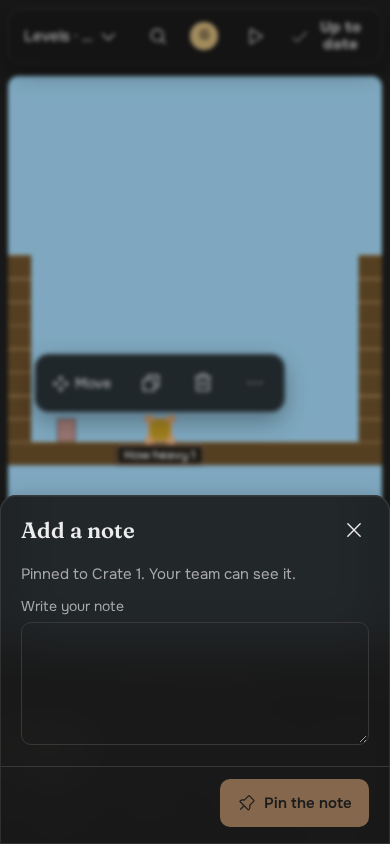 Levels · ...
Up to
date
Move
How heavy?
Add a note
Pinned to Crate 1. Your team can see it.
Write your note
Pin the note